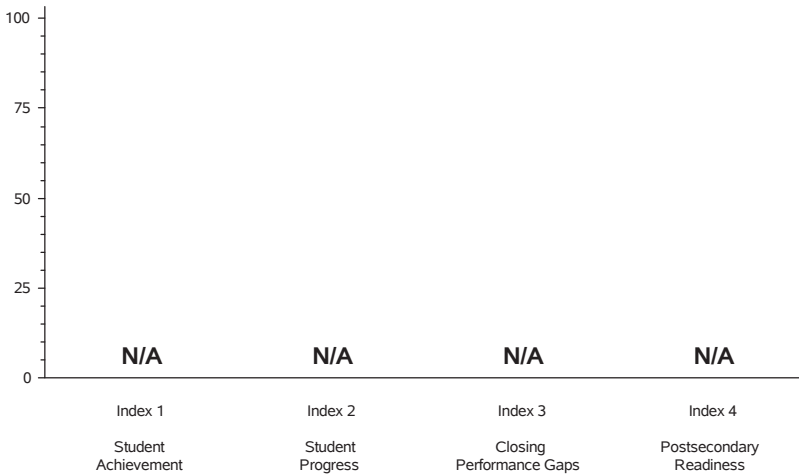 100
75
50
25
0
N/A N/A N/A N/A
Index 1 Index 2 Index 3 Index 4
Student Student Closing Postsecondary
Achievement Progress Performance Gaps Readiness